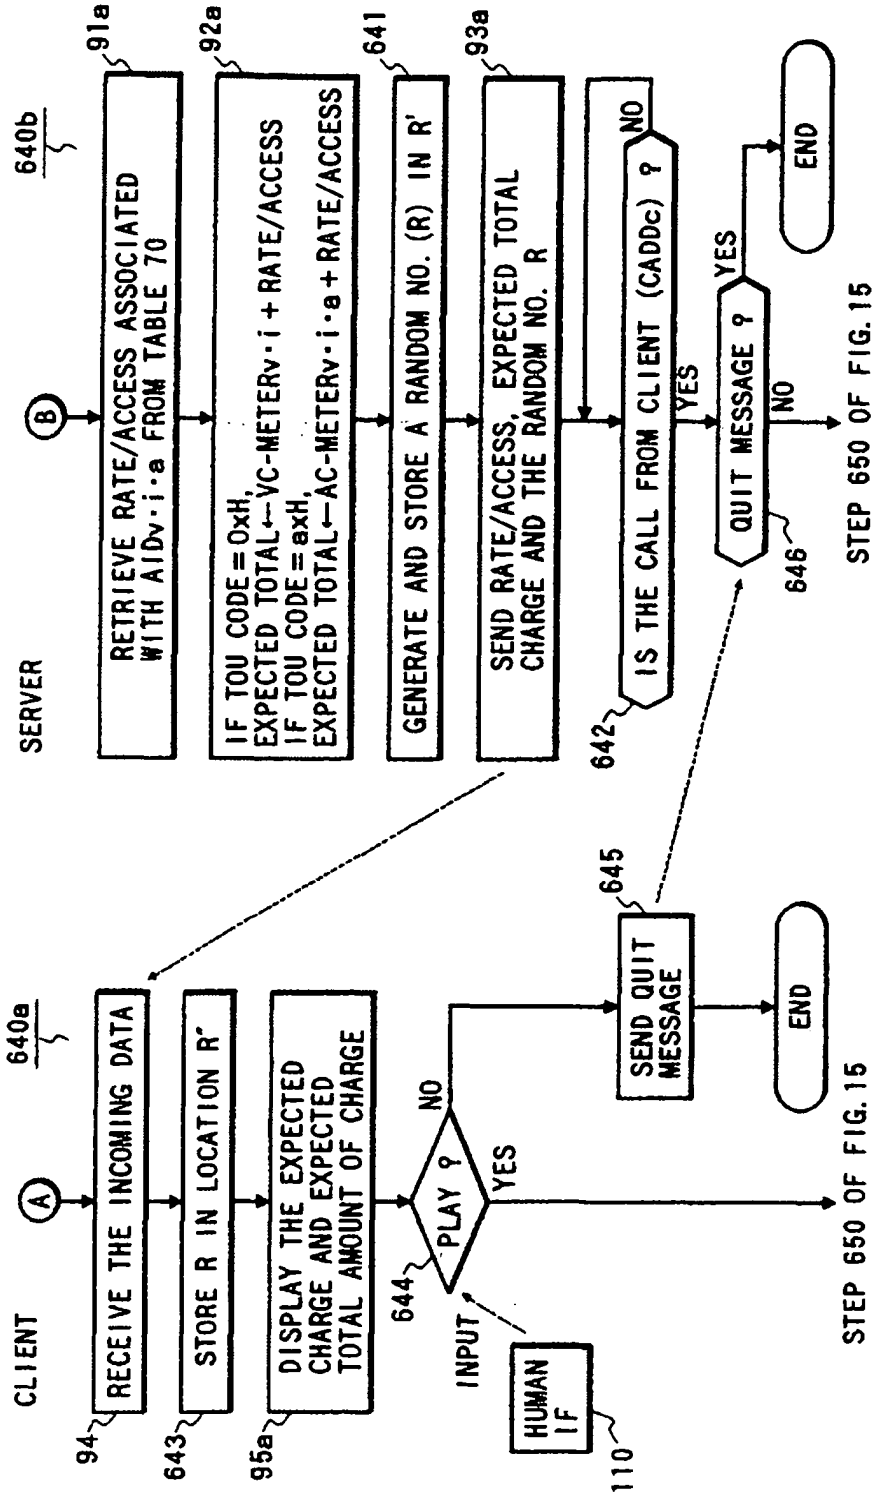 CLIENT
640a
A
94
RECEIVE THE INCOMING DATA
643
STORE R IN LOCATION R"
95a
DISPLAY THE EXPECTED
CHARGE AND EXPECTED
TOTAL AMOUNT OF CHARGE
644
PLAY ?
NO
YES
INPUT
HUMAN
IF
110
645
SEND QUIT
MESSAGE
END
STEP 650 OF FIG. 15
SERVER
640b
B
91a
RETRIEVE RATE/ACCESS ASSOCIATED
WITH AIDv·i·a FROM TABLE 70
92a
IF TOU CODE=0xH,
EXPECTED TOTAL←VC-METERv·i+RATE/ACCESS
IF TOU CODE=axH,
EXPECTED TOTAL←AC-METERv·i·a+RATE/ACCESS
641
GENERATE AND STORE A RANDOM NO. (R) IN R'
93a
SEND RATE/ACCESS, EXPECTED TOTAL
CHARGE AND THE RANDOM NO. R
642
IS THE CALL FROM CLIENT (CADDc) ?
NO
YES
QUIT MESSAGE ?
646
YES
NO
END
STEP 650 OF FIG. 15